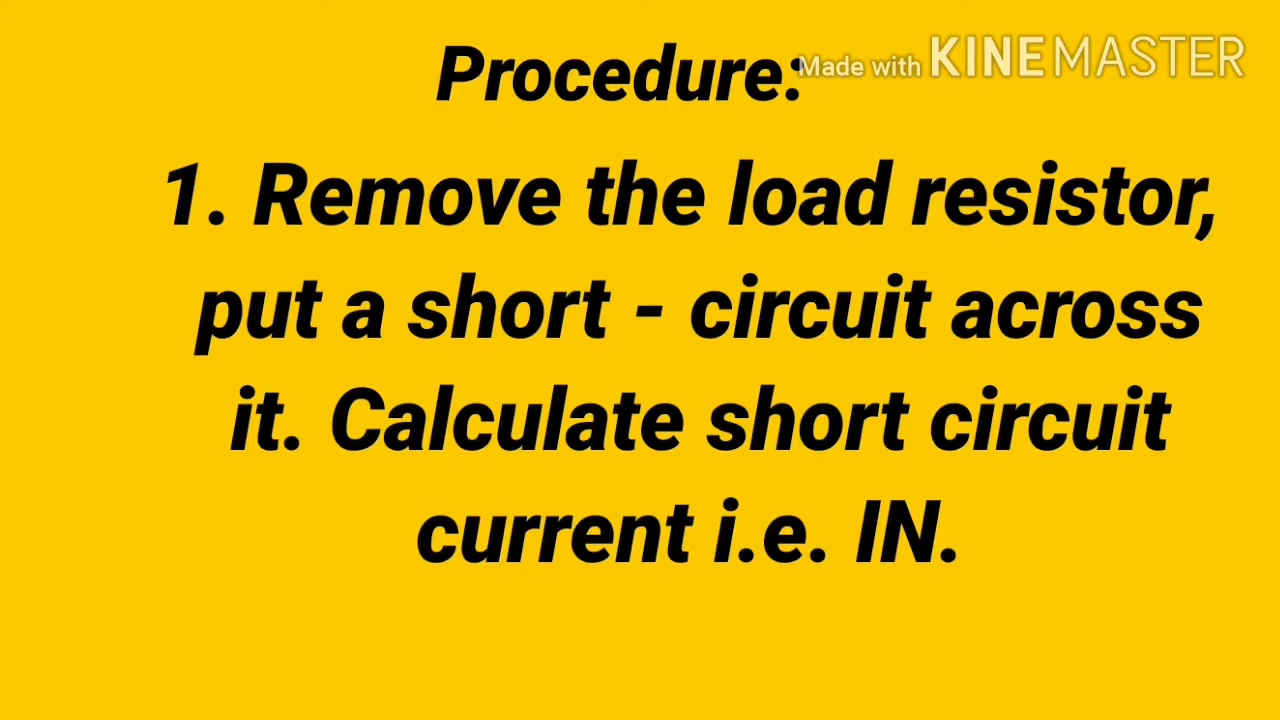 Procedure:
Made with KINEMASTER
1. Remove the load resistor,
put a short - circuit across
it. Calculate short circuit
current i.e. IN.